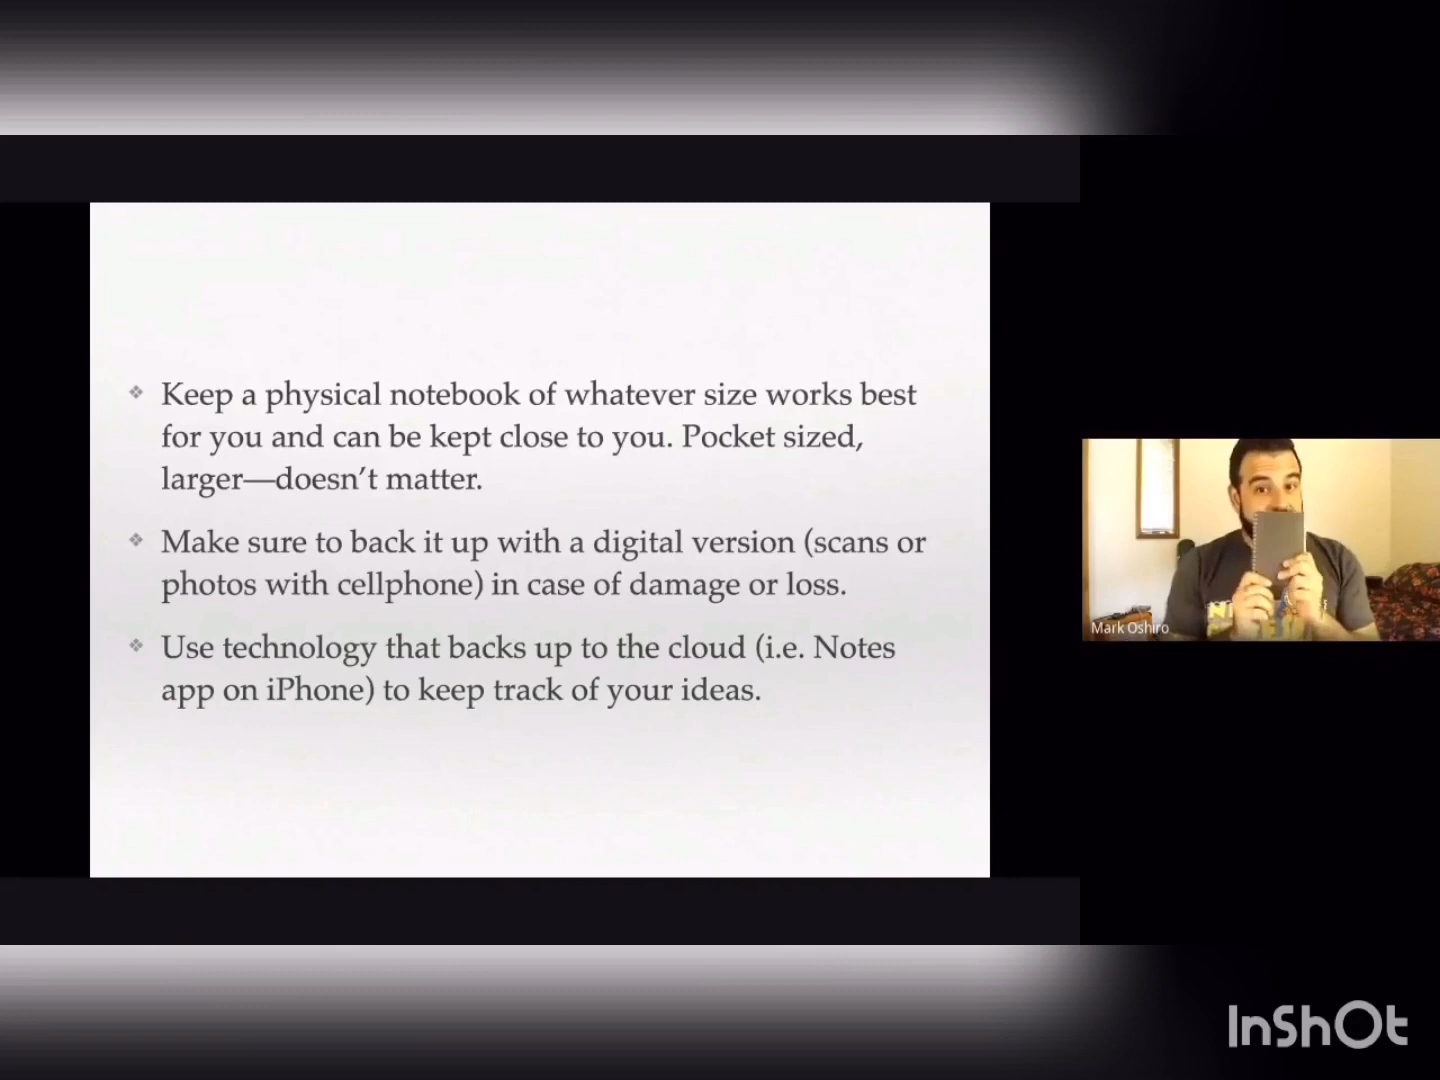 Keep a physical notebook of whatever size works best
for you and can be kept close to you. Pocket sized,
larger—doesn’t matter.
Make sure to back it up with a digital version (scans or
photos with cellphone) in case of damage or loss.
Use technology that backs up to the cloud (i.e. Notes
app on iPhone) to keep track of your ideas.
Mark Oshiro
InShOt